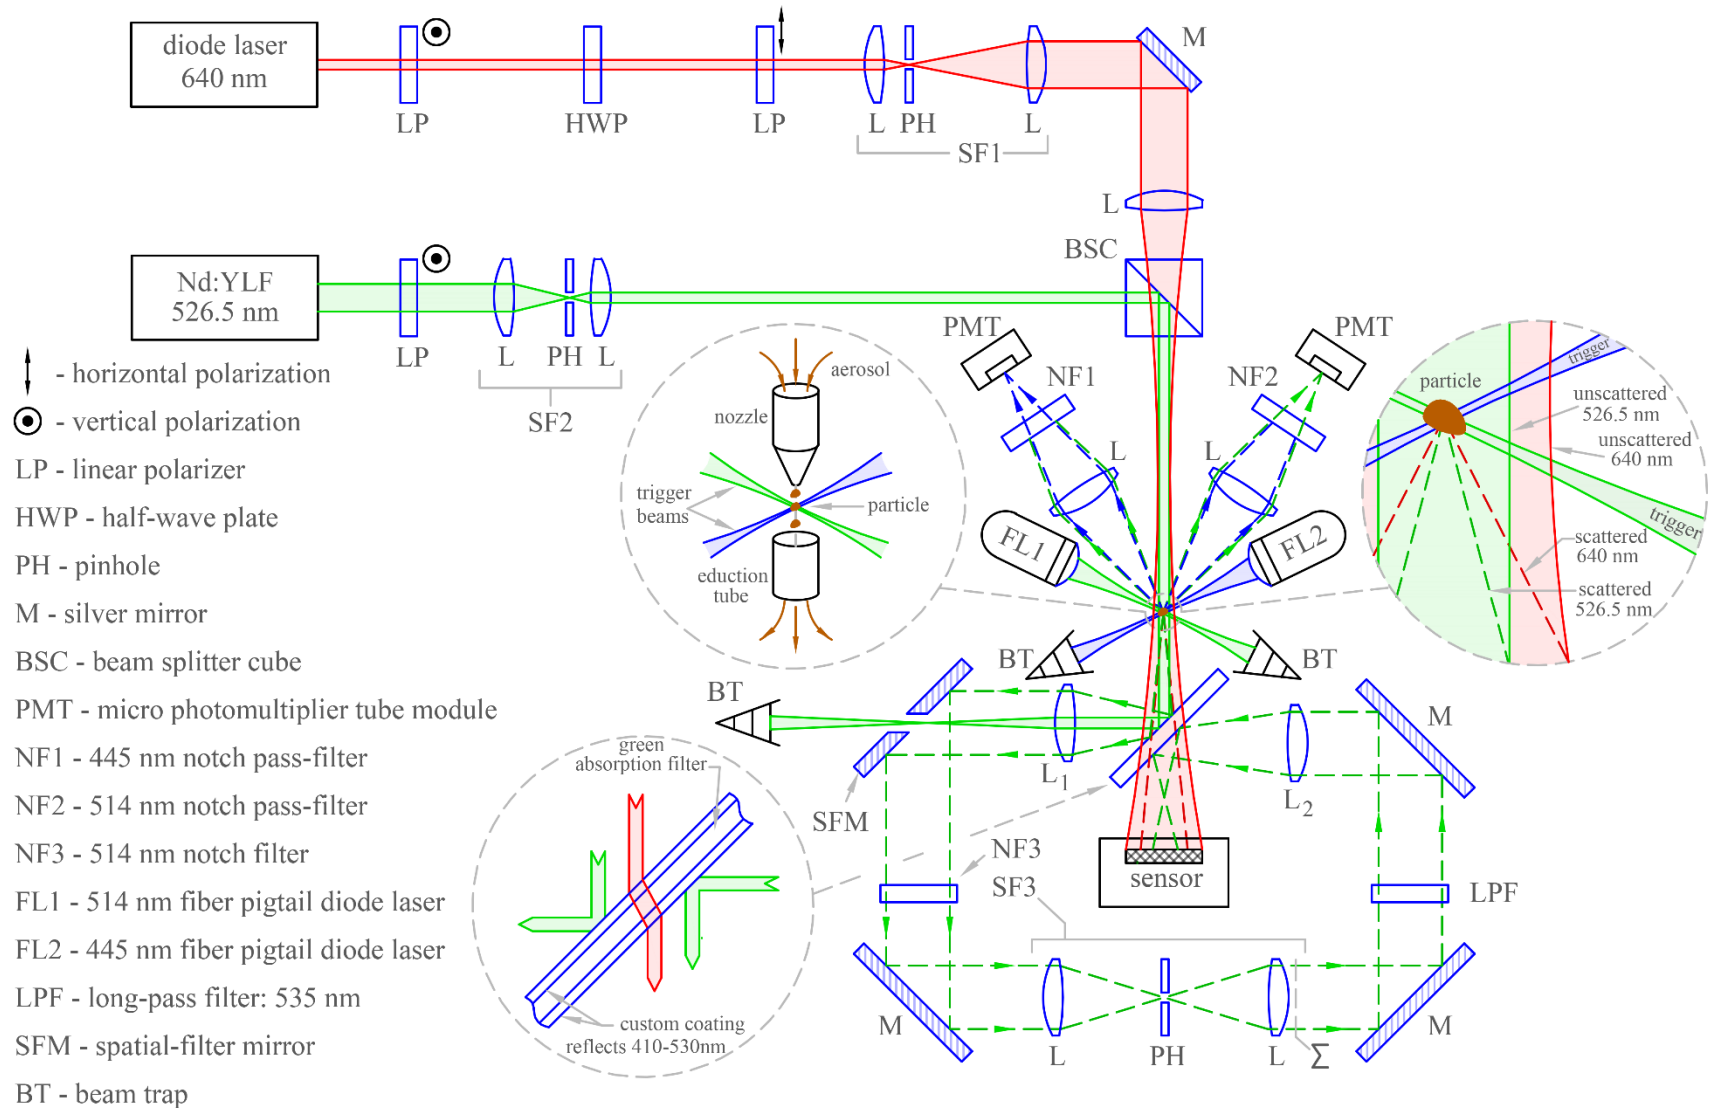 diode laser
640 nm
LP
HWP
LP
L
PH
L
SF1
M
L
BSC
Nd:YLF
526.5 nm
LP
L
PH
L
SF2
- horizontal polarization
- vertical polarization
LP - linear polarizer
HWP - half-wave plate
PH - pinhole
M - silver mirror
BSC - beam splitter cube
PMT - micro photomultiplier tube module
NF1 - 445 nm notch pass-filter
NF2 - 514 nm notch pass-filter
NF3 - 514 nm notch filter
FL1 - 514 nm fiber pigtail diode laser
FL2 - 445 nm fiber pigtail diode laser
LPF - long-pass filter: 535 nm
SFM - spatial-filter mirror
BT - beam trap
aerosol
nozzle
trigger
beams
particle
eduction
tube
PMT
NF1
L
FL1
PMT
NF2
L
FL2
BT
BT
trigger
particle
unscattered
526.5 nm
unscattered
640 nm
trigger
scattered
640 nm
scattered
526.5 nm
BT
L1
L2
M
SFM
NF3
SF3
sensor
LPF
M
L
PH
L
Σ
M
green
absorption filter
custom coating
reflects 410-530nm